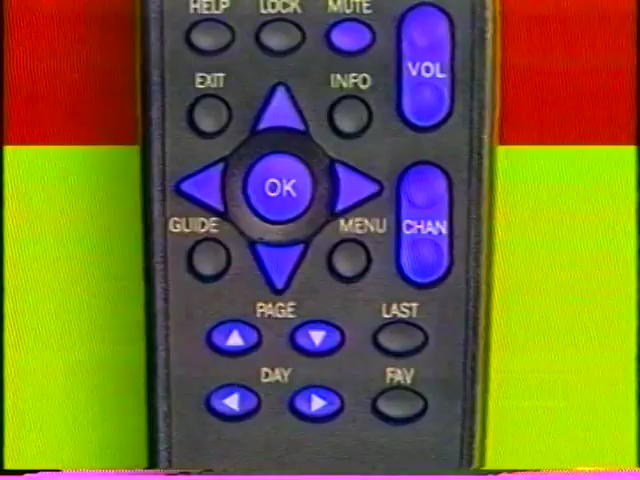 HELP LOCK MUTE
VOL
EXIT INFO
OK
GUIDE MENU CHAN
PAGE LAST
DAY FAV